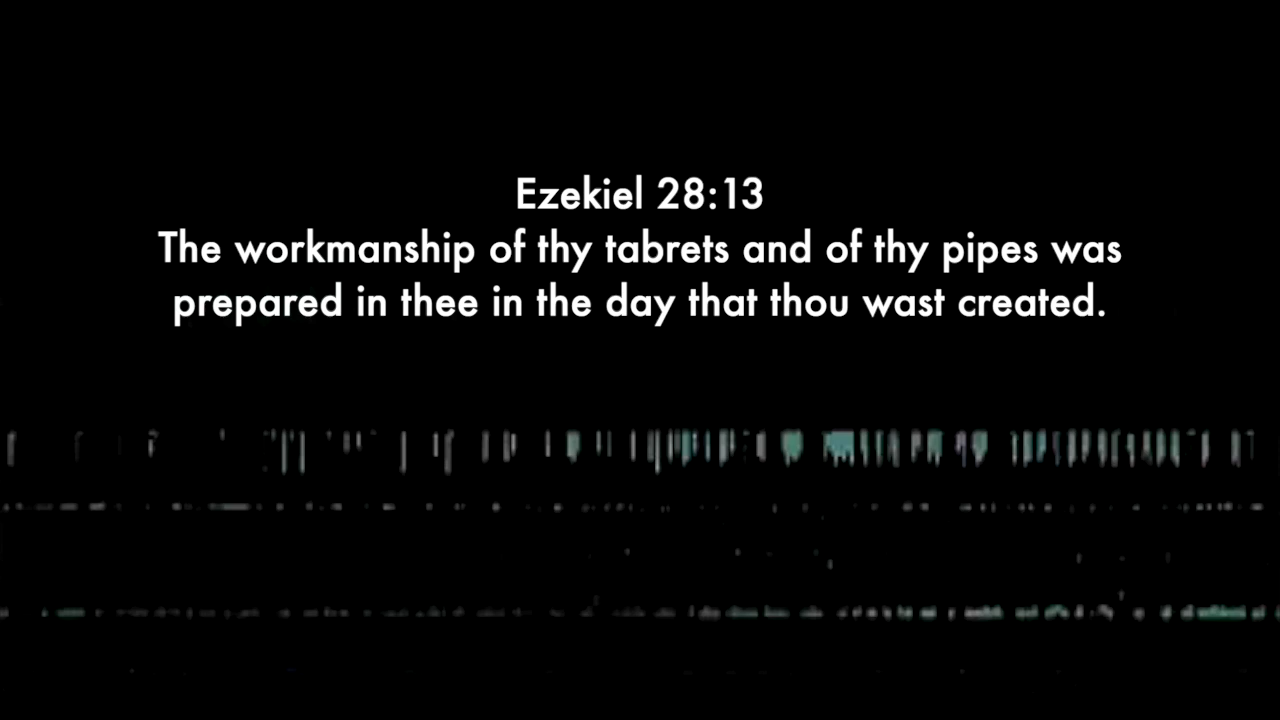 Ezekiel 28:13
The workmanship of thy tabrets and of thy pipes was
prepared in thee in the day that thou wast created.